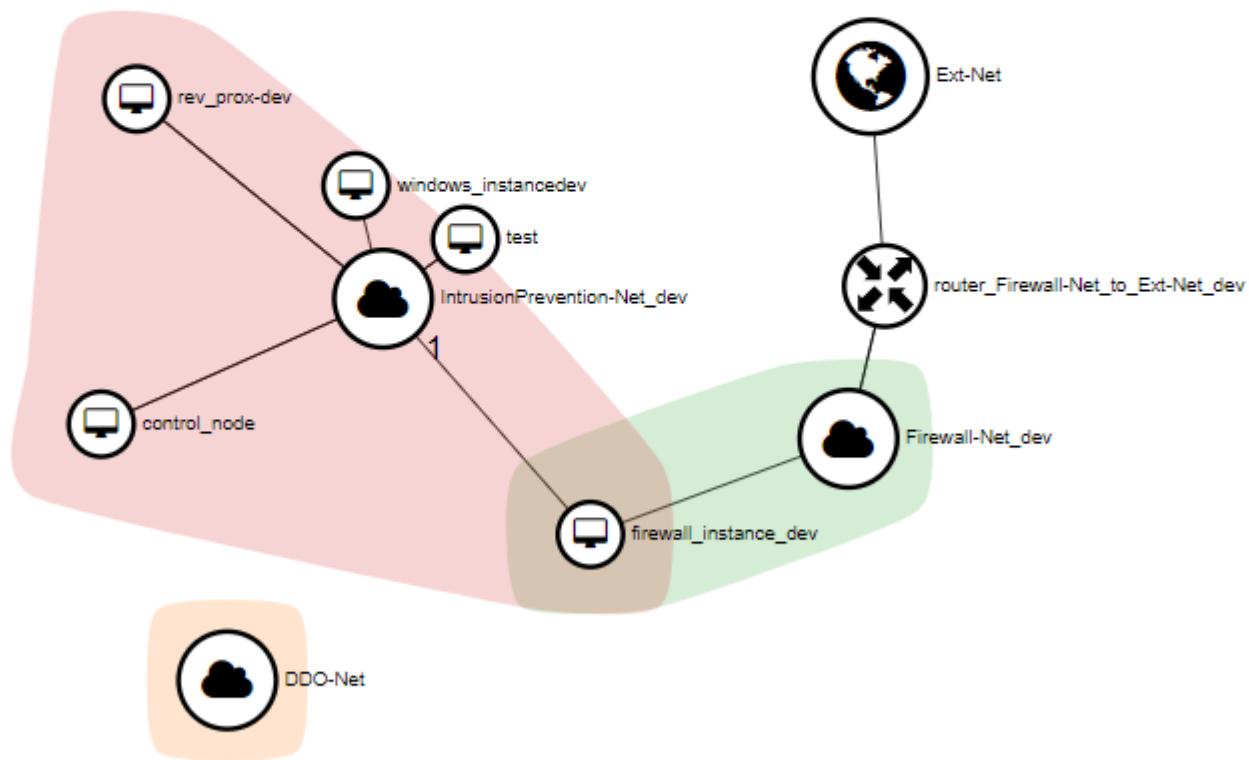 Ext-Net
rev_prox-dev
windows_instancedev
test
router_Firewall-Net_to_Ext-Net_dev
IntrusionPrevention-Net_dev
1
control_node
Firewall-Net_dev
firewall_instance_dev
DDO-Net